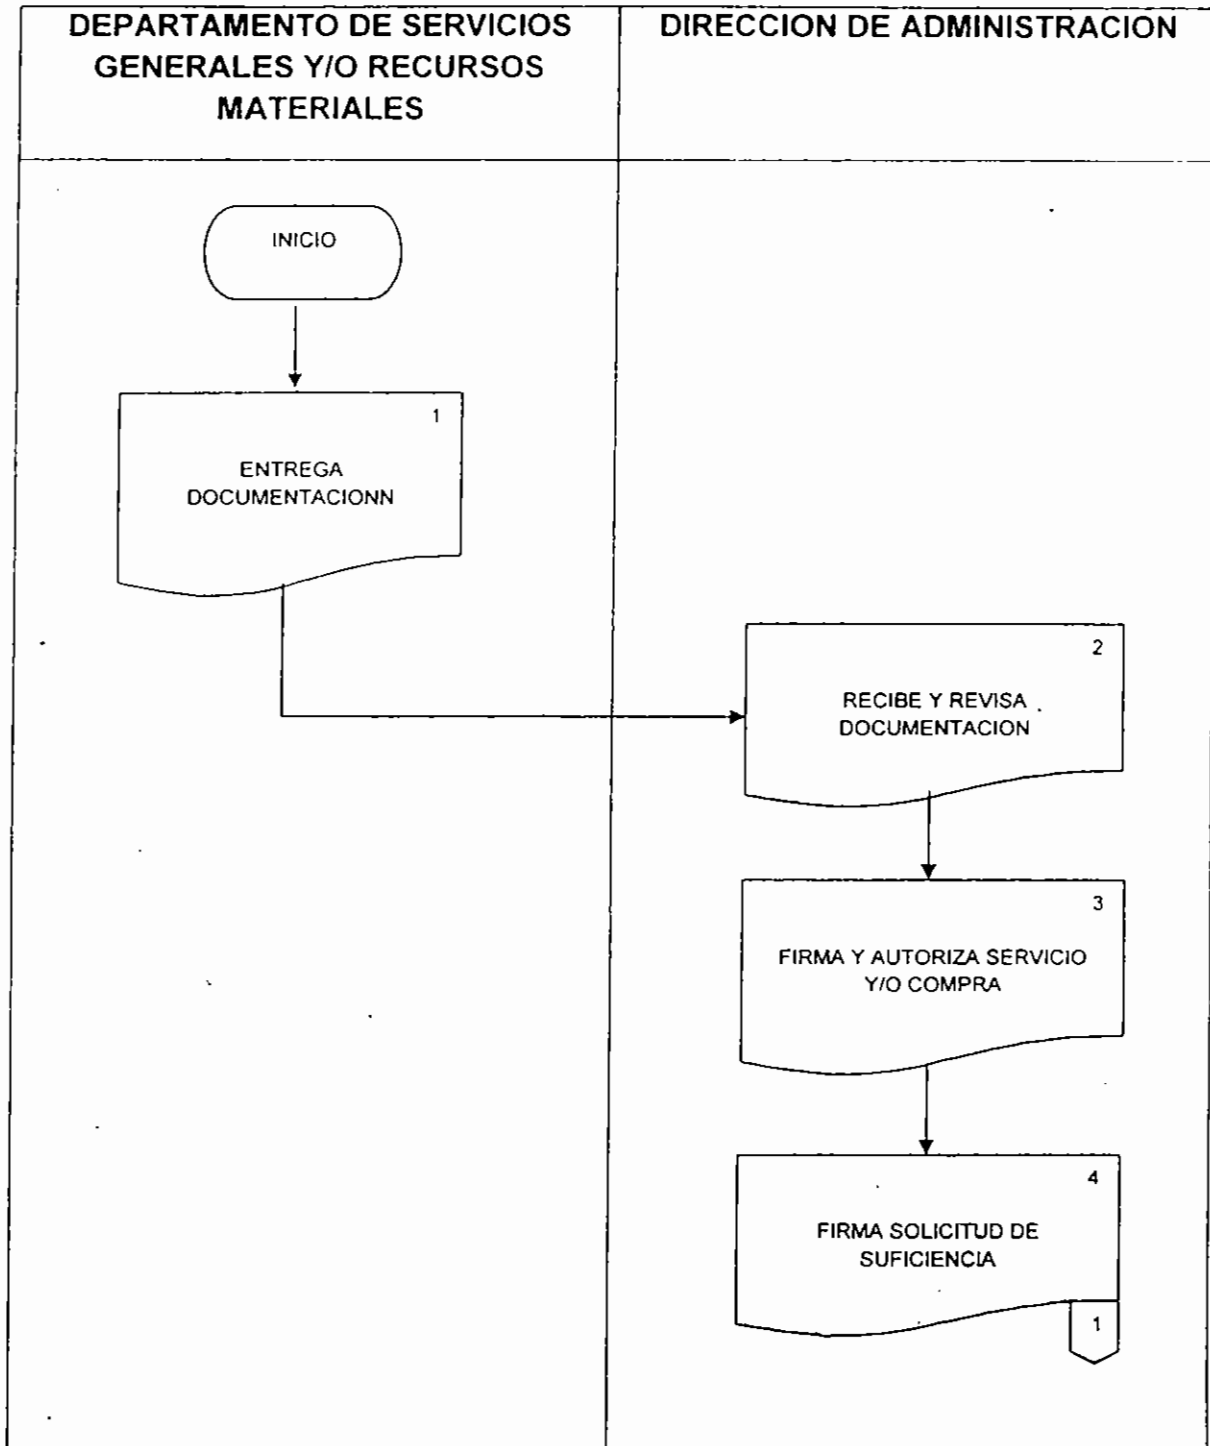 DEPARTAMENTO DE SERVICIOS
GENERALES Y/O RECURSOS
MATERIALES
DIRECCION DE ADMINISTRACION
INICIO
1
ENTREGA
DOCUMENTACIONN
2
RECIBE Y REVISA
DOCUMENTACION
3
FIRMA Y AUTORIZA SERVICIO
Y/O COMPRA
4
FIRMA SOLICITUD DE
SUFICIENCIA
1